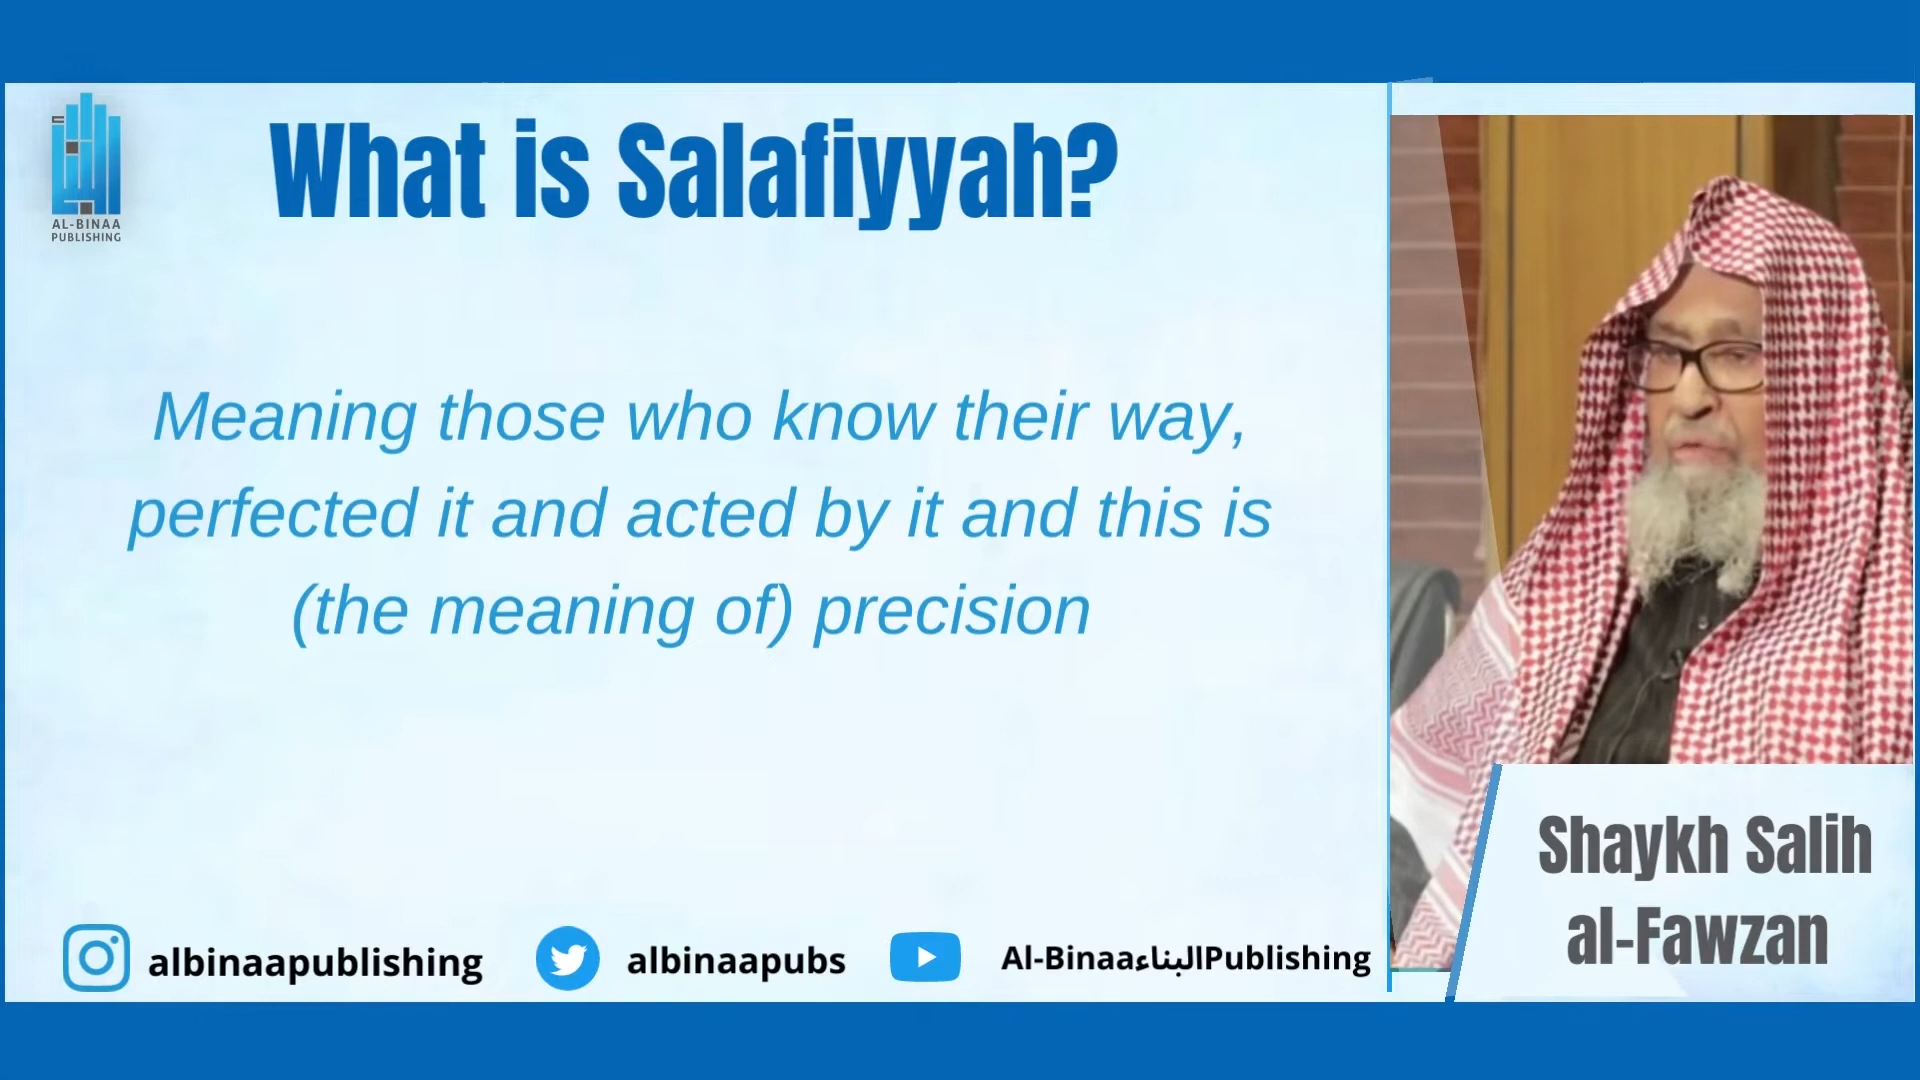 AL-BINAA
PUBLISHING
What is Salafiyyah?
Meaning those who know their way,
perfected it and acted by it and this is
(the meaning of) precision
albinaapublishing
albinaapubs
Al-BinaaالبناءPublishing
Shaykh Salih
al-Fawzan